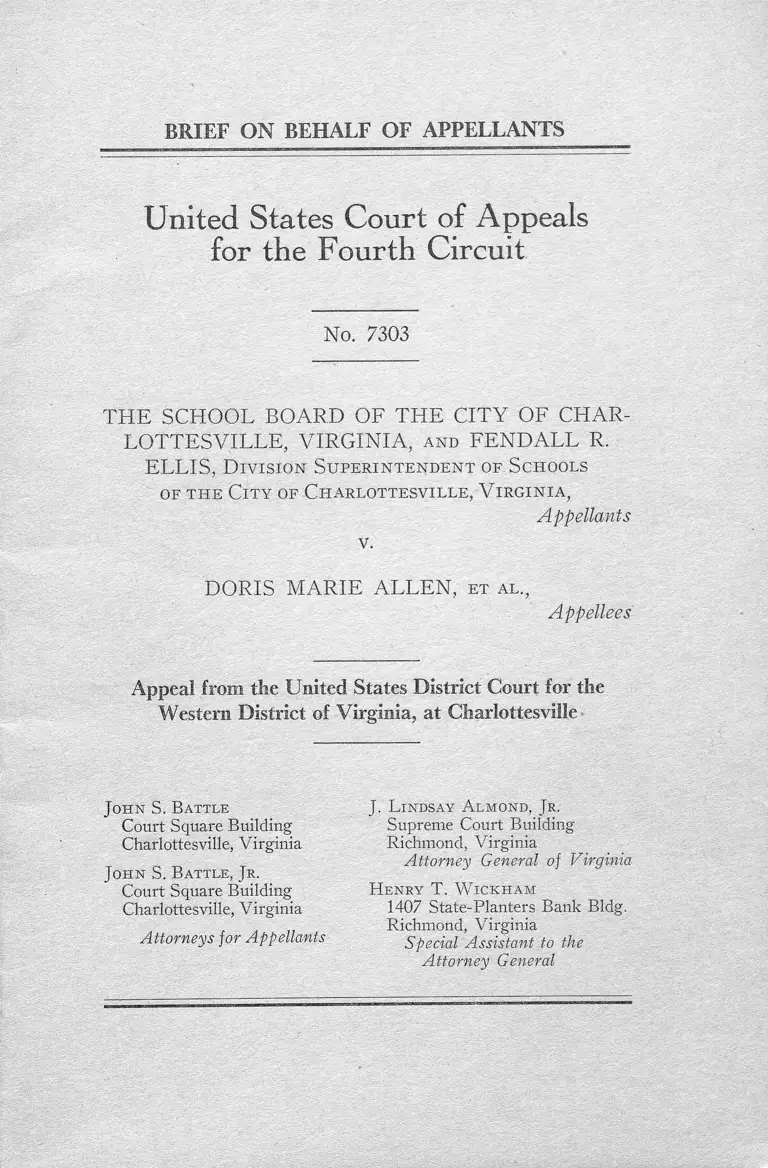 BRIEF ON BEHALF OF APPELLANTS
United States Court of Appeals
for the Fourth Circuit
No. 7303
THE SCHOOL BOARD OF THE CITY OF CHAR-
LOTTESVILLE, VIRGINIA, AND FENDALL R.
ELLIS, DIVISION SUPERINTENDENT OF SCHOOLS
OF THE CITY OF CHARLOTTESVILLE, VIRGINIA,
Appellants
v.
DORIS MARIE ALLEN, ET AL.,
Appellees
Appeal from the United States District Court for the
Western District of Virginia, at Charlottesville
JOHN S. BATTLE
Court Square Building
Charlottesville, Virginia
JOHN S. BATTLE, JR.
Court Square Building
Charlottesville, Virginia
Attorneys for Appellants
J. LINDSAY ALMOND, JR.
Supreme Court Building
Richmond, Virginia
Attorney General of Virginia
HENRY T. WICKHAM
1407 State-Planters Bank Bldg.
Richmond, Virginia
Special Assistant to the
Attorney General